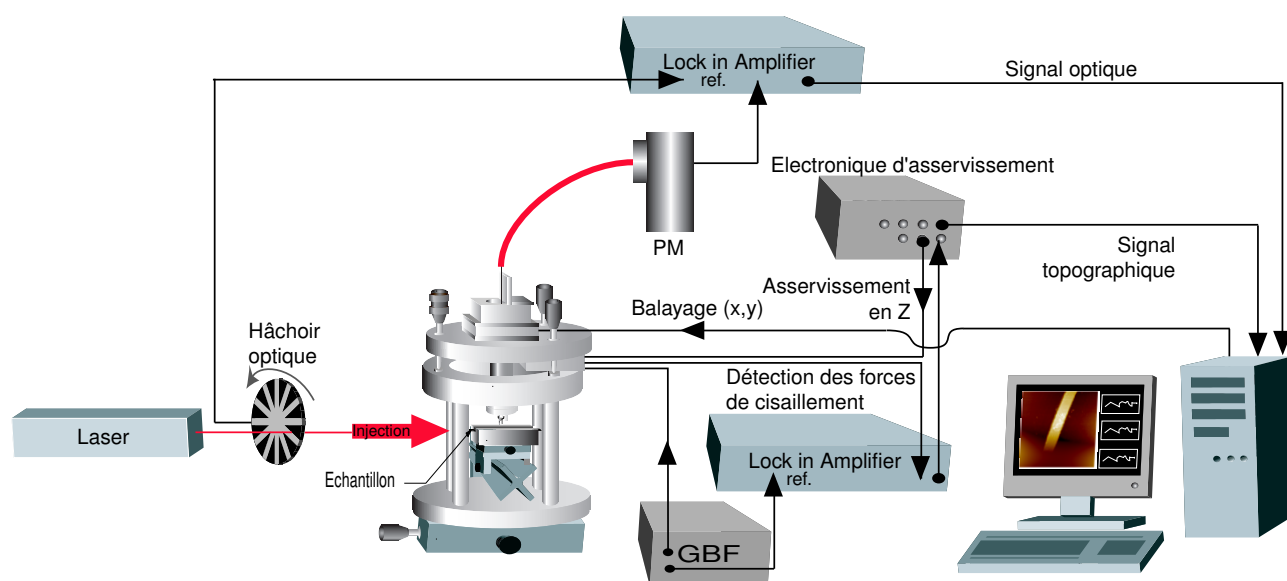 Lock in Amplifier
ref.
Signal optique
Electronique d'asservissement
PM
Signal
topographique
Asservissement
en Z
Balayage (x,y)
Hâchoir
optique
Détection des forces
de cisaillement
Laser
Injection
Echantillon
Lock in Amplifier
ref.
GBF